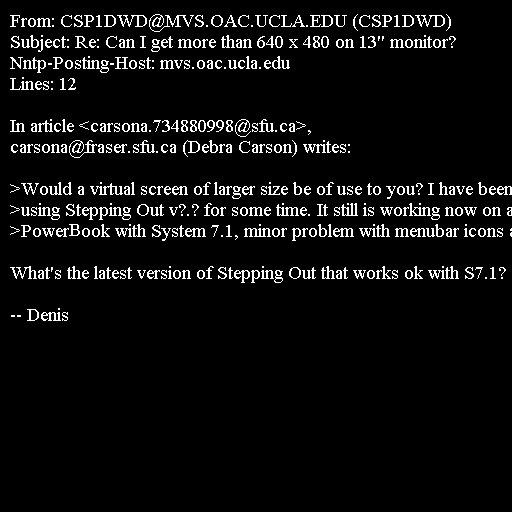 From: CSP1DWD@MVS.OAC.UCLA.EDU (CSP1DWD)
Subject: Re: Can I get more than 640 x 480 on 13" monitor?
Nntp-Posting-Host: mvs.oac.ucla.edu
Lines: 12

In article <carsona.734880998@sfu.ca>,
carsona@fraser.sfu.ca (Debra Carson) writes:

>Would a virtual screen of larger size be of use to you? I have been
>using Stepping Out v?.? for some time. It still is working now on a
>PowerBook with System 7.1, minor problem with menubar icons a

What's the latest version of Stepping Out that works ok with S7.1?

-- Denis